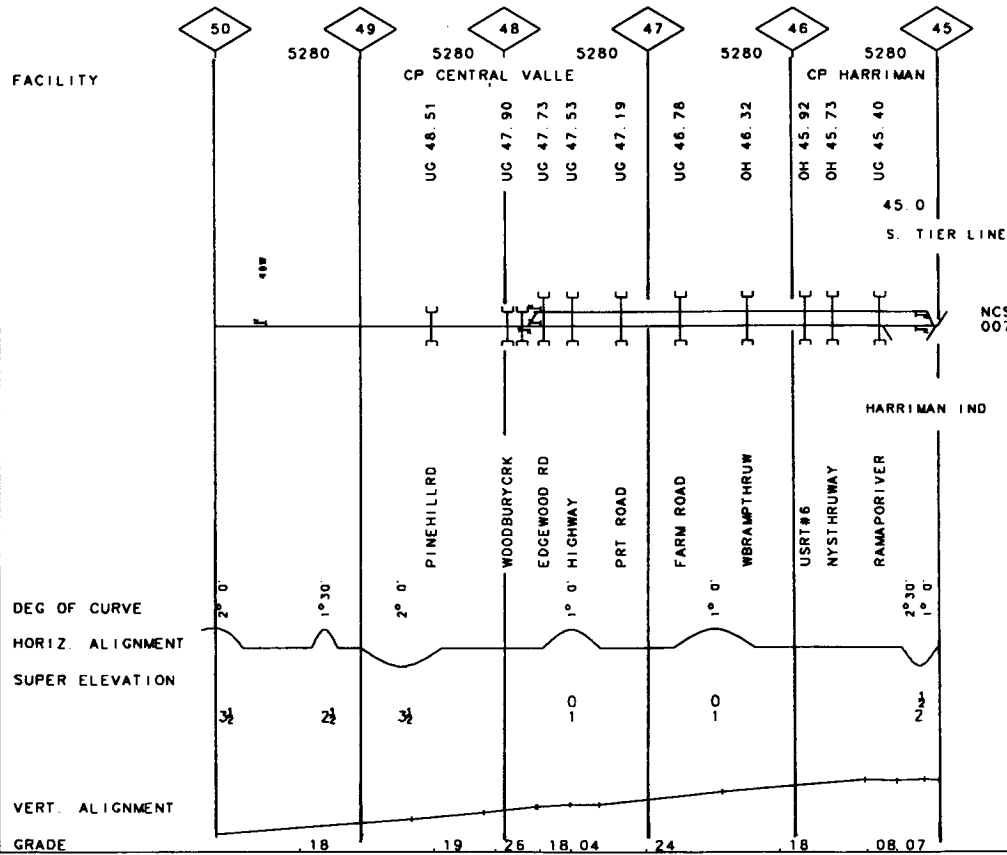 50 49 48 47 46 45
5280 5280 5280 5280 5280
FACILITY CP CENTRAL VALLE CP HARRIMAN
UG 48.51
UG 47.90
UG 47.73
UG 47.53
UG 47.19
UG 46.78
OH 46.32
OH 45.92
OH 45.73
UG 45.40
45.0
S. TIER LINE
NCS
007
HARRIMAN IND
PINEHILLRD
WOODBURYCRK
EDGEWOOD RD
HIGHWAY
PRT ROAD
FARM ROAD
WBRAMPTHRUW
USRT#6
NYSTHRUWAY
RAMAPORIVER
DEG OF CURVE 2° 0' 1°30' 2° 0' 1° 0' 1° 0' 2°30' 1° 0'
HORIZ. ALIGNMENT
SUPER ELEVATION
3½ 2½ 3½ 0 0
1 1 2
VERT. ALIGNMENT
GRADE .18 .19 .26 .18.04 .24 .18 .08.07